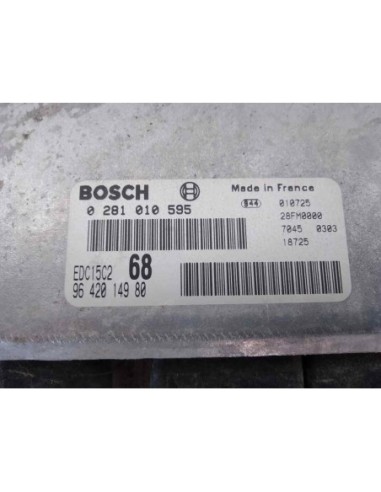 BOSCH Made in France
0 281 010 595 844 010725
28FM0000
7045 0303
18725
EDC15C2 68
96 420 149 80